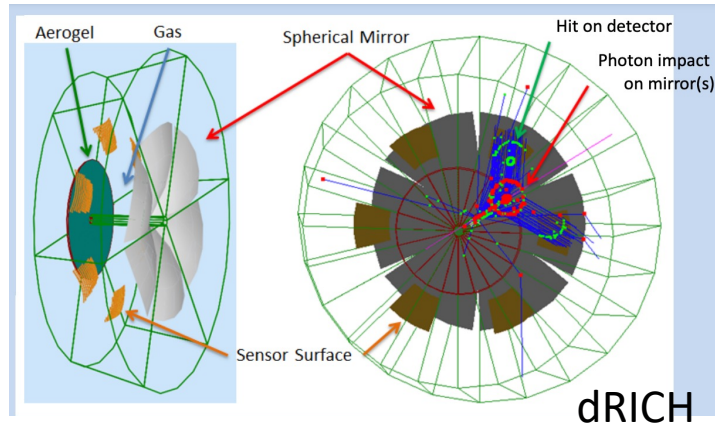 Aerogel
Gas
Spherical Mirror
Hit on detector
Photon impact
on mirror(s)
Sensor Surface
dRICH